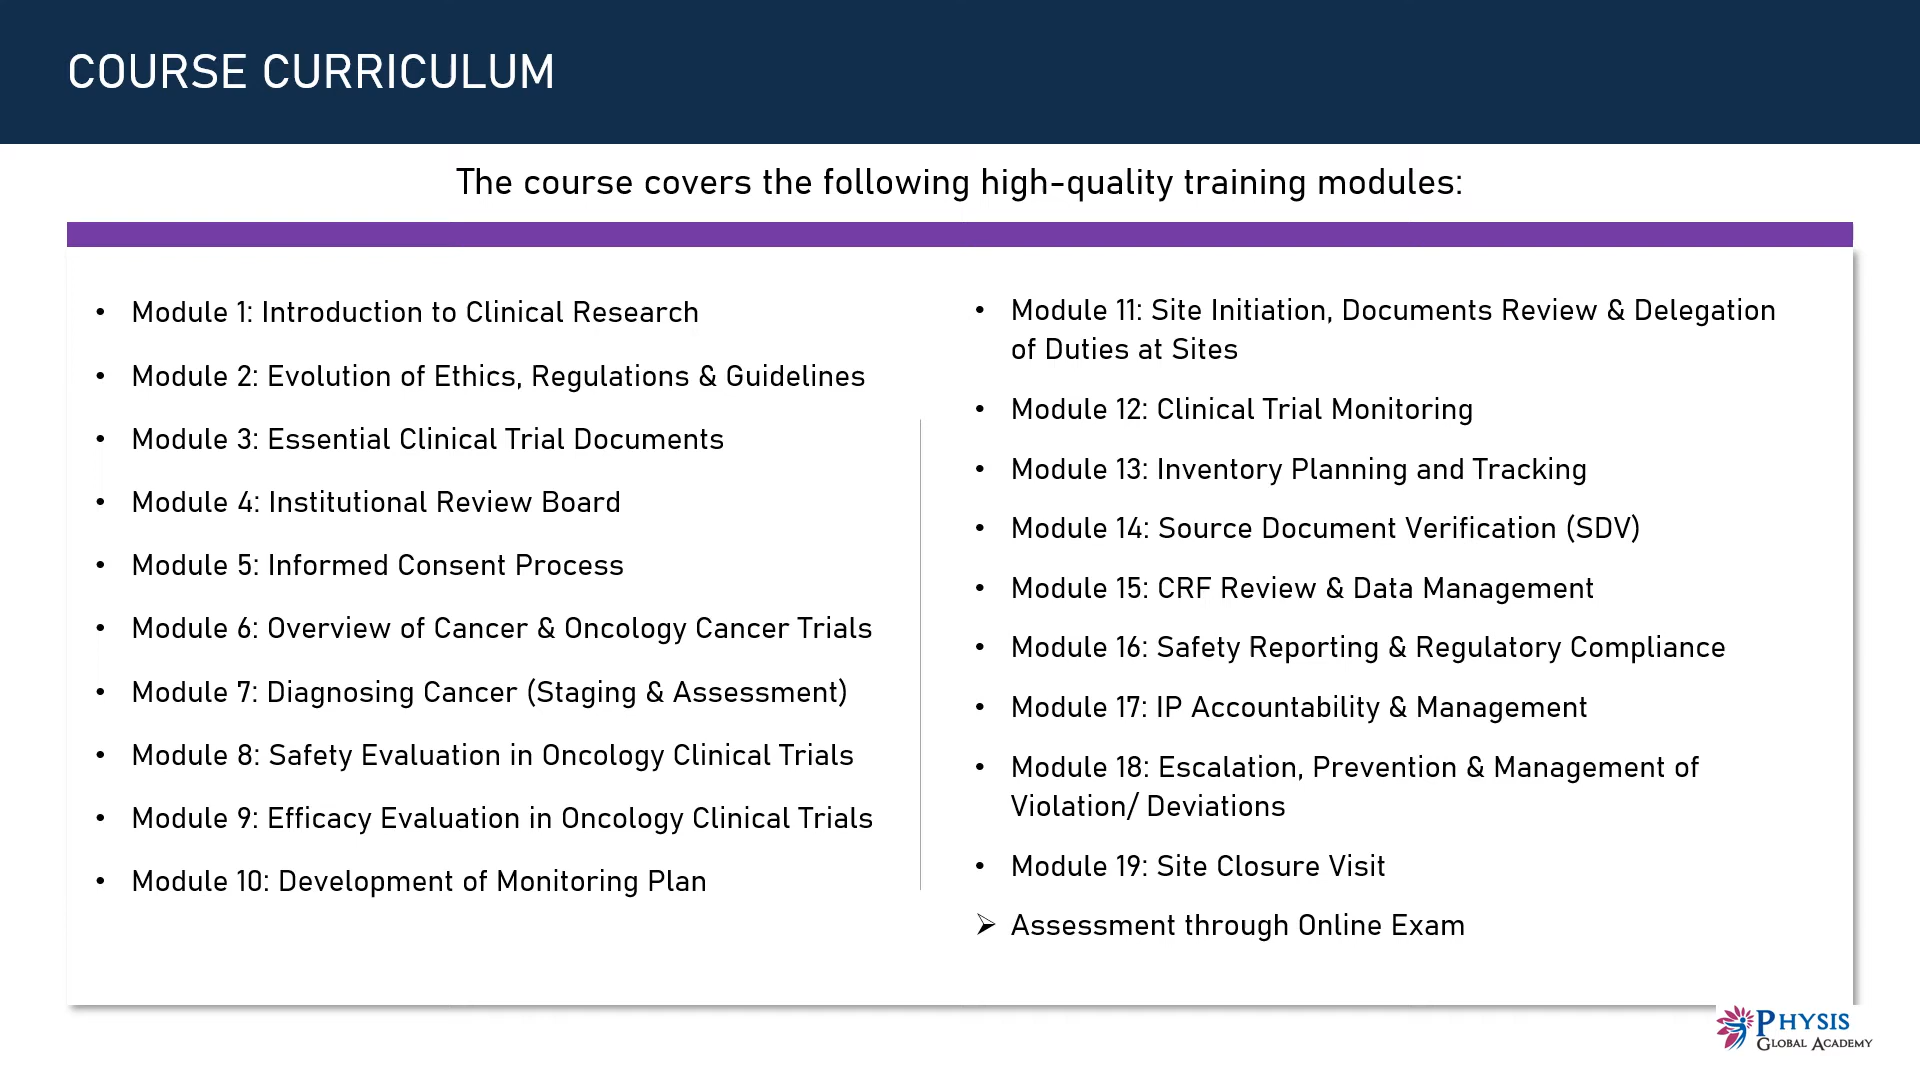 COURSE CURRICULUM
The course covers the following high-quality training modules:
• Module 1: Introduction to Clinical Research
• Module 2: Evolution of Ethics, Regulations & Guidelines
• Module 3: Essential Clinical Trial Documents
• Module 4: Institutional Review Board
• Module 5: Informed Consent Process
• Module 6: Overview of Cancer & Oncology Cancer Trials
• Module 7: Diagnosing Cancer (Staging & Assessment)
• Module 8: Safety Evaluation in Oncology Clinical Trials
• Module 9: Efficacy Evaluation in Oncology Clinical Trials
• Module 10: Development of Monitoring Plan
• Module 11: Site Initiation, Documents Review & Delegation
of Duties at Sites
• Module 12: Clinical Trial Monitoring
• Module 13: Inventory Planning and Tracking
• Module 14: Source Document Verification (SDV)
• Module 15: CRF Review & Data Management
• Module 16: Safety Reporting & Regulatory Compliance
• Module 17: IP Accountability & Management
• Module 18: Escalation, Prevention & Management of
Violation/ Deviations
• Module 19: Site Closure Visit
➢ Assessment through Online Exam
PHYSIS
GLOBAL ACADEMY